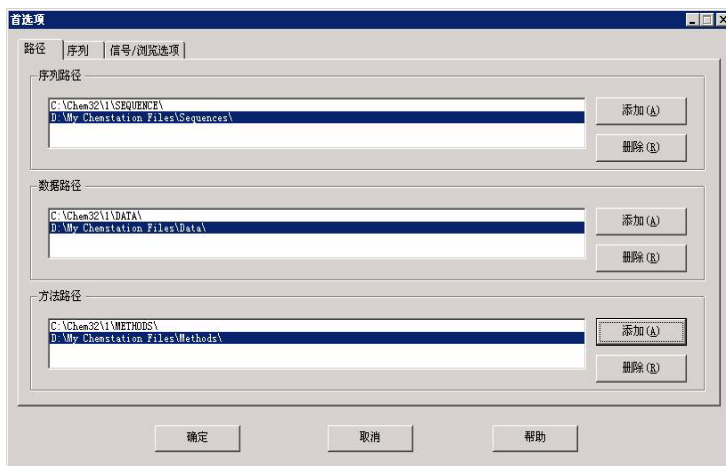 首选项
路径
序列
信号/浏览选项
序列路径
C:\Chem32\1\SEQUENCE\
D:\My Chemstation Files\Sequences\
添加(A)
删除(R)
数据路径
C:\Chem32\1\DATA\
D:\My Chemstation Files\Data\
添加(A)
删除(R)
方法路径
C:\Chem32\1\METHODS\
D:\My Chemstation Files\Methods\
添加(A)
删除(R)
确定
取消
帮助